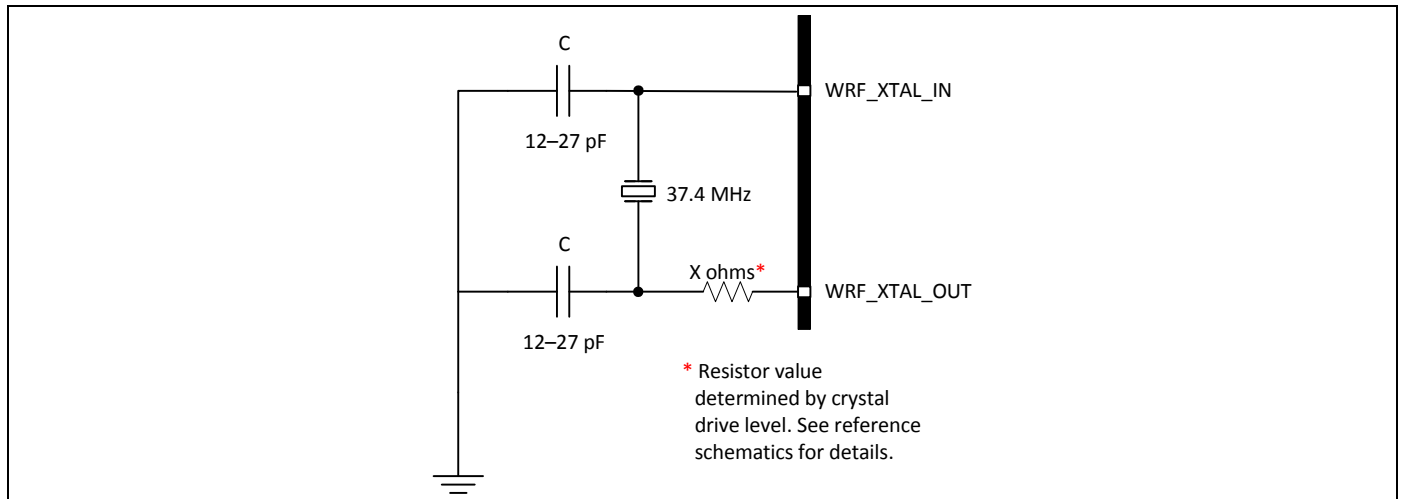 C
WRF_XTAL_IN
12–27 pF
37.4 MHz
C
X ohms*
WRF_XTAL_OUT
12–27 pF
* Resistor value
determined by crystal
drive level. See reference
schematics for details.